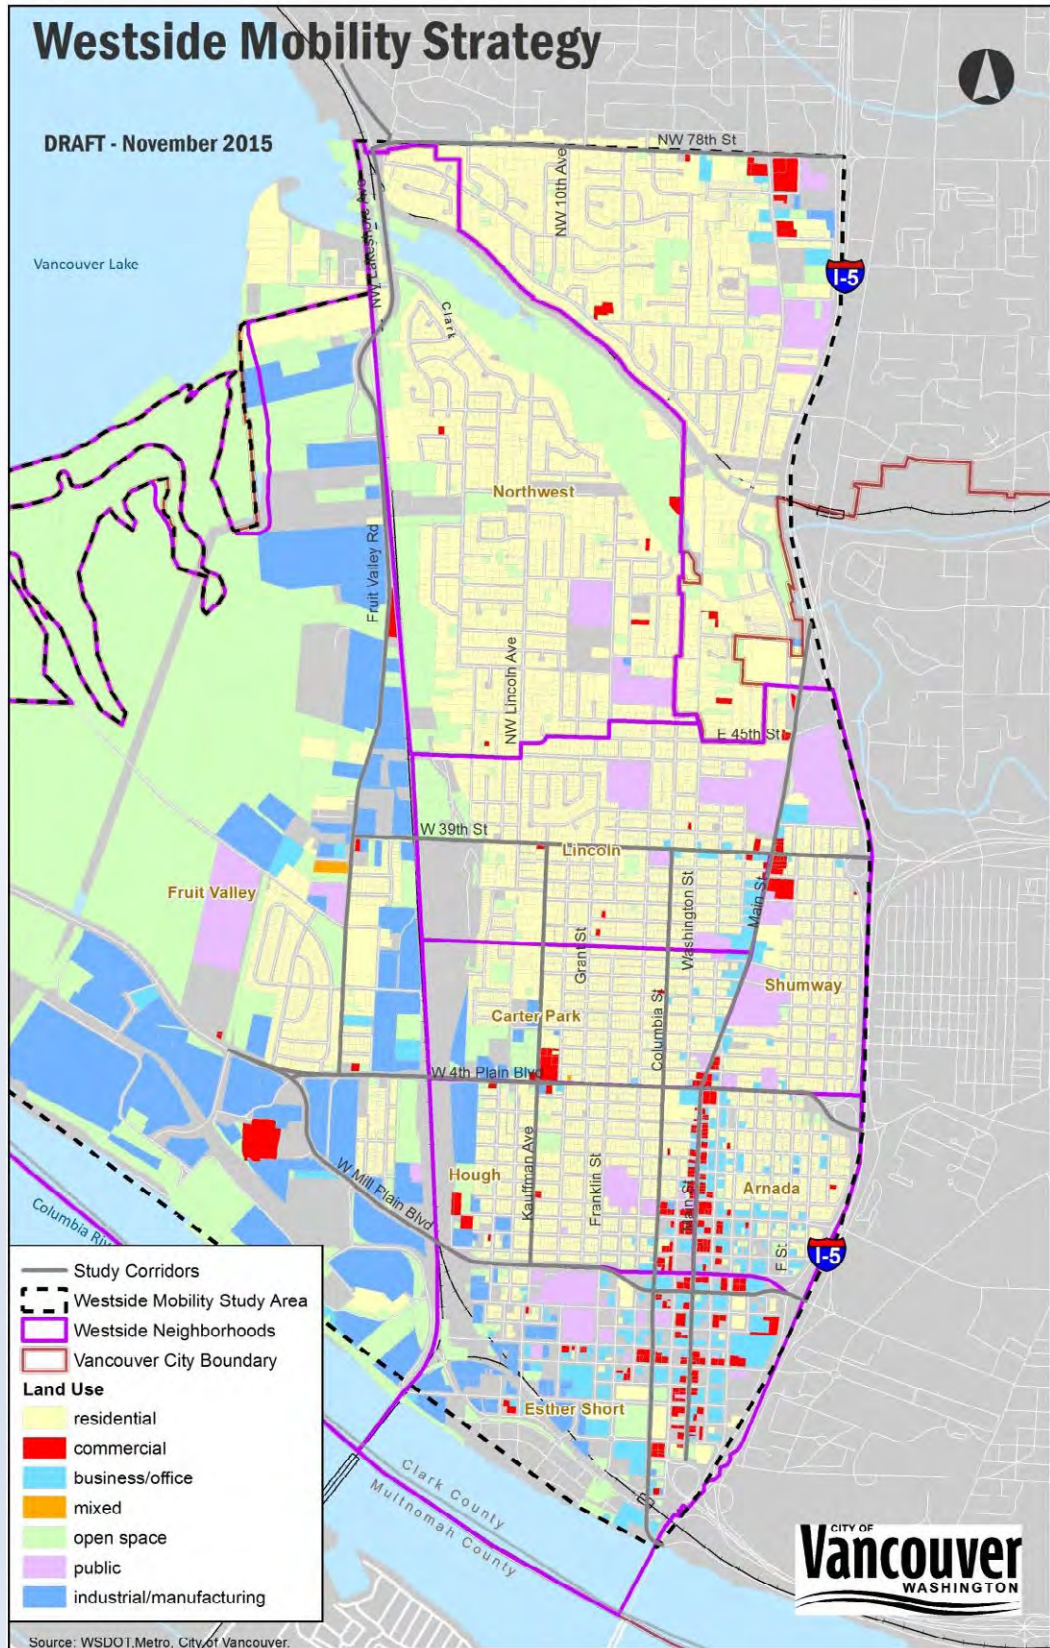 Westside Mobility Strategy
DRAFT - November 2015
NW 78th St
NW 10th Ave
NW Lakeshore Ave
Vancouver Lake
I-5
Clark
Northwest
Fruit Valley Rd
NW Lincoln Ave
E 45th St
W 39th St
Lincoln
Fruit Valley
Main St
Washington St
Grant St
Shumway
Columbia St
Carter Park
W 4th Plain Blvd
Hough
Kauffman Ave
Franklin St
Main St
Arnada
W Mill Plain Blvd
F St
I-5
Columbia Riv
Esther Short
Clark County
Multnomah County
Study Corridors
Westside Mobility Study Area
Westside Neighborhoods
Vancouver City Boundary
Land Use
residential
commercial
business/office
mixed
open space
public
industrial/manufacturing
CITY OF
Vancouver
WASHINGTON
Source: WSDOT,Metro, City of Vancouver.